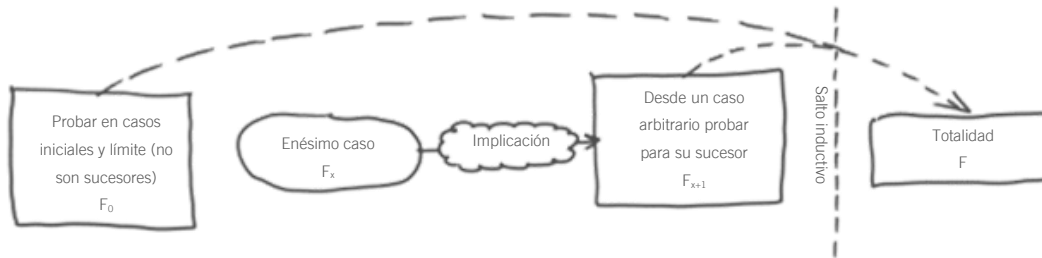 Probar en casos
iniciales y límite (no
son sucesores)
F₀
Enésimo caso
Fₓ
Implicación
Desde un caso
arbitrario probar
para su sucesor
Fₓ₊₁
Salto inductivo
Totalidad
F